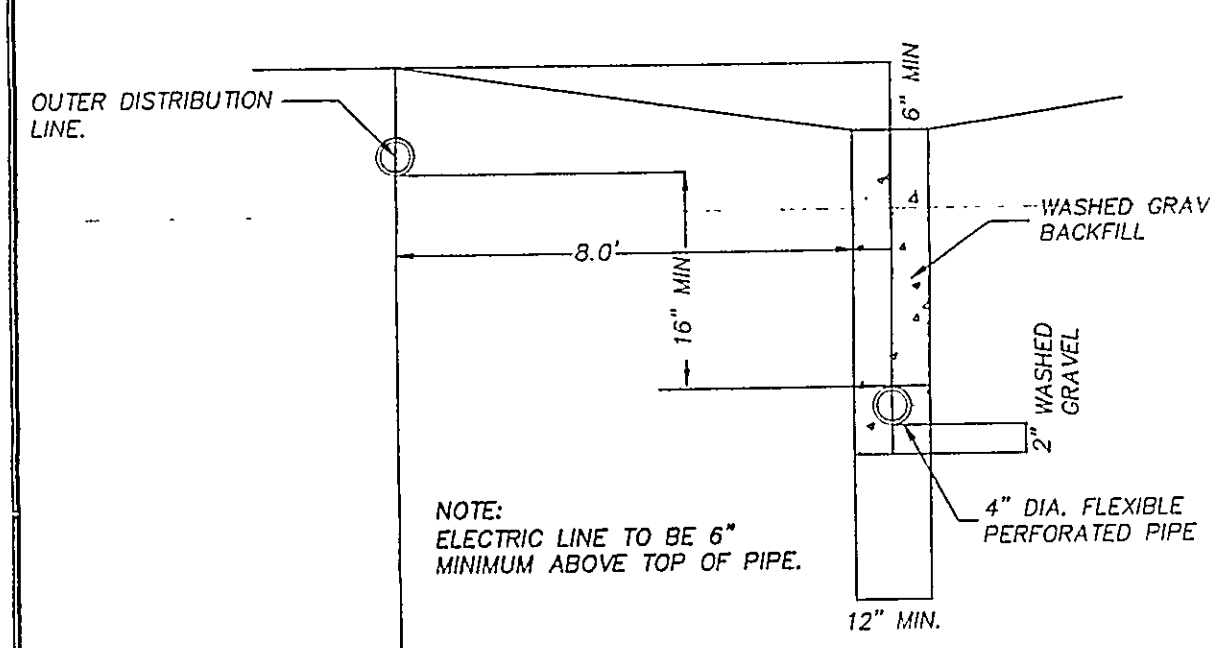 6" MIN
OUTER DISTRIBUTION
LINE.
WASHED GRAV
BACKFILL
8.0'
16" MIN
2" WASHED
GRAVEL
NOTE:
ELECTRIC LINE TO BE 6"
MINIMUM ABOVE TOP OF PIPE.
4" DIA. FLEXIBLE
PERFORATED PIPE
12" MIN.